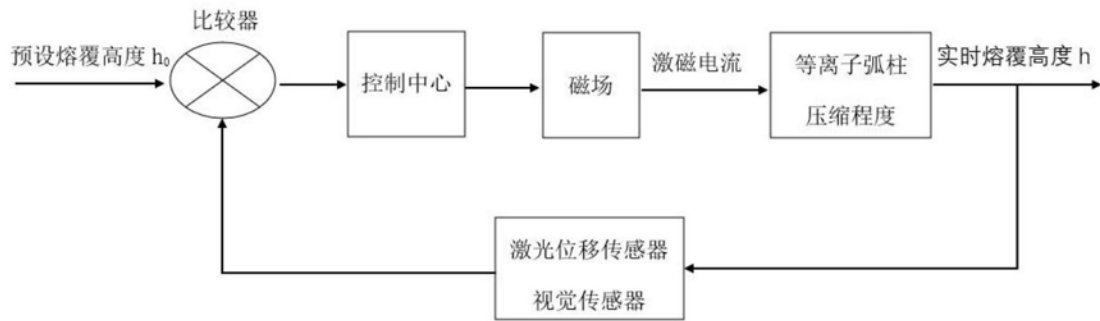 比较器
预设熔覆高度 h₀
控制中心
磁场
激磁电流
等离子弧柱
压缩程度
实时熔覆高度 h
激光位移传感器
视觉传感器